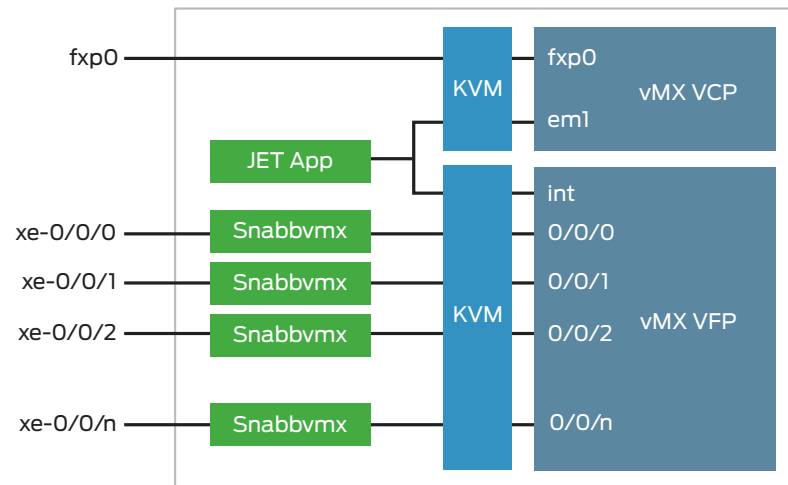 fxp0
KVM
fxp0
vMX VCP
em1
JET App
int
xe-0/0/0
Snabbvmx
0/0/0
xe-0/0/1
Snabbvmx
0/0/1
KVM
vMX VFP
xe-0/0/2
Snabbvmx
0/0/2
xe-0/0/n
Snabbvmx
0/0/n